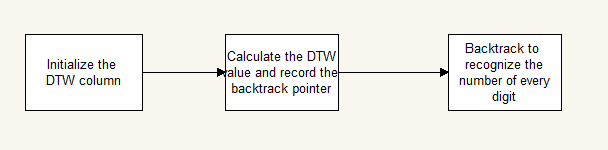 Initialize the
DTW column
Calculate the DTW
value and record the
backtrack pointer
Backtrack to
recognize the
number of every
digit